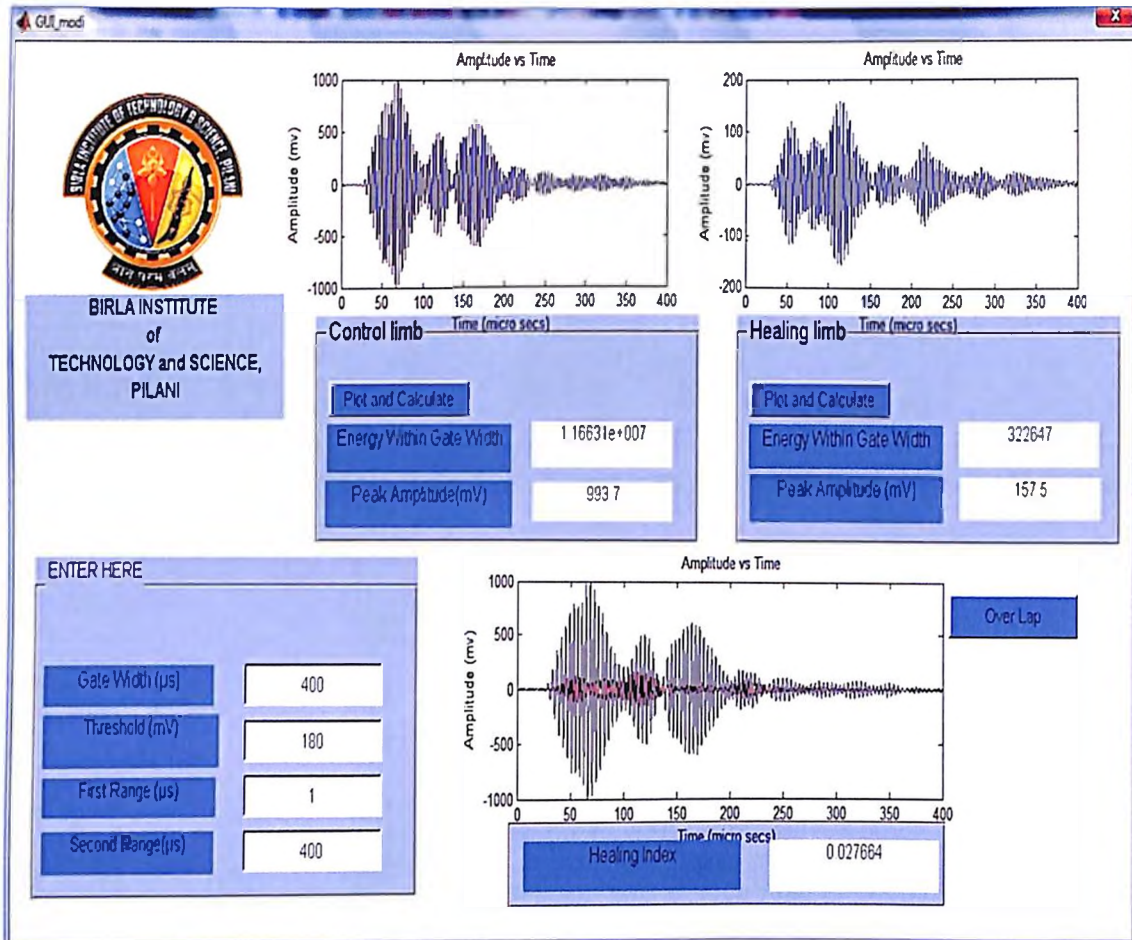 GUI_modi
X
BIRLA INSTITUTE OF TECHNOLOGY & SCIENCE, PILANI
BIRLA INSTITUTE
of
TECHNOLOGY and SCIENCE,
PILANI
Amplitude vs Time
Amplitude (mv)
1000
500
0
-500
-1000
0 50 100 150 200 250 300 350 400
Time (micro secs)
Amplitude vs Time
Amplitude (mv)
200
100
0
-100
-200
0 50 100 150 200 250 300 350 400
Time (micro secs)
Control limb
Plot and Calculate
Energy Within Gate Width
1.16631e+007
Peak Amplitude(mV)
993.7
Healing limb
Plot and Calculate
Energy Within Gate Width
322647
Peak Amplitude (mV)
157.5
ENTER HERE
Gate Width (µs)
400
Threshold (mV)
180
First Range (µs)
1
Second Range(µs)
400
Amplitude vs Time
Amplitude (mv)
1000
500
0
-500
-1000
0 50 100 150 200 250 300 350 400
Time (micro secs)
Over Lap
Healing Index
0.027664